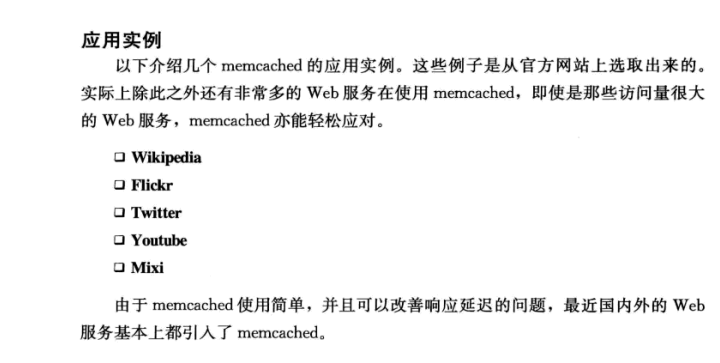 应用实例
以下介绍几个 memcached 的应用实例。这些例子是从官方网站上选取出来的。
实际上除此之外还有非常多的 Web 服务在使用 memcached，即使是那些访问量很大
的 Web 服务，memcached 亦能轻松应对。
❏ Wikipedia
❏ Flickr
❏ Twitter
❏ Youtube
❏ Mixi
由于 memcached 使用简单，并且可以改善响应延迟的问题，最近国内外的 Web
服务基本上都引入了 memcached。